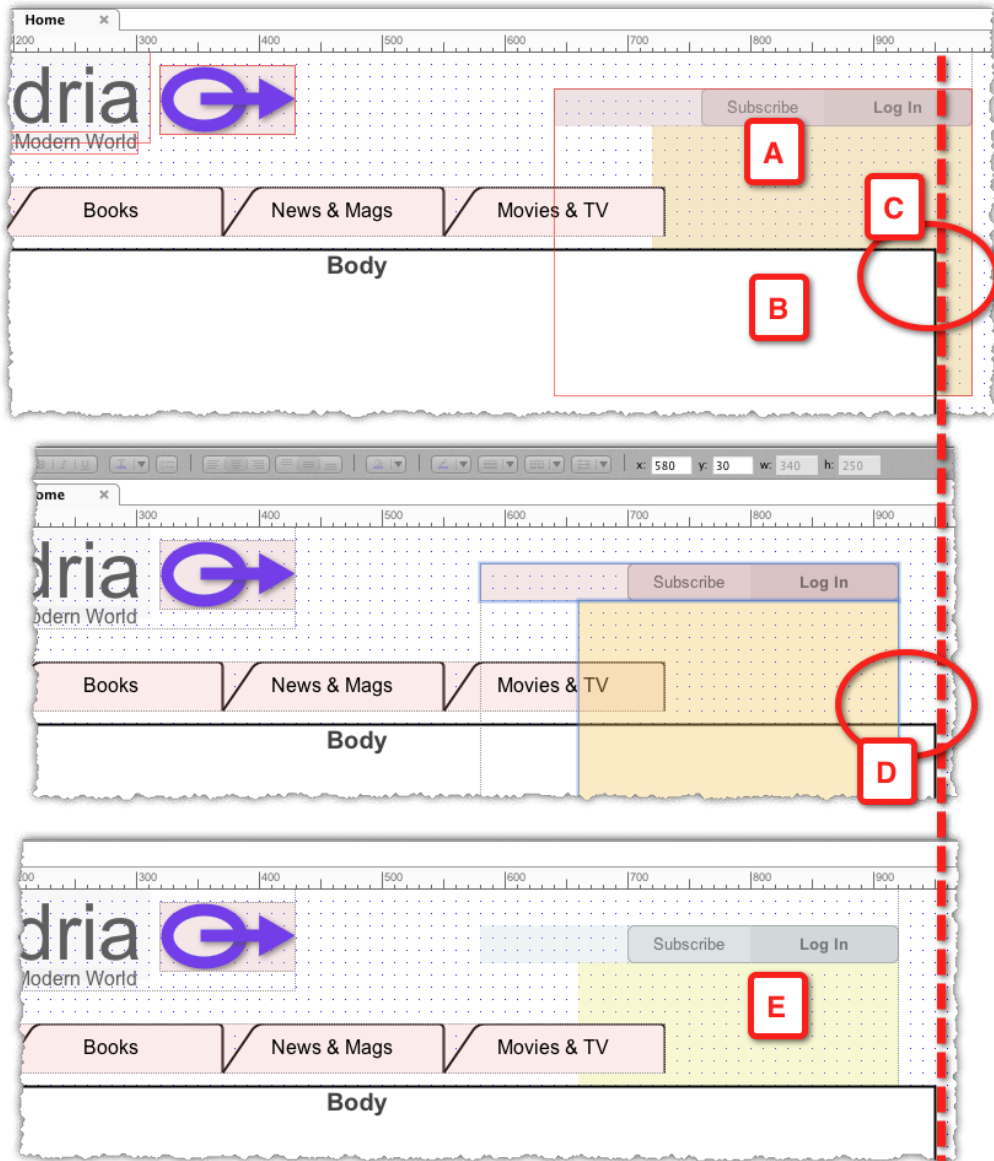 Home ×
200 300 400 500 600 700 800 900
dria
Subscribe Log In
Modern World
A
C
Books News & Mags Movies & TV
Body
B
B I U T x: 580 y: 30 w: 340 h: 250
ome ×
300 400 500 600 700 800 900
dria
Subscribe Log In
odern World
Books News & Mags Movies & TV
Body
D
00 300 400 500 600 700 800 900
dria
Subscribe Log In
Modern World
E
Books News & Mags Movies & TV
Body